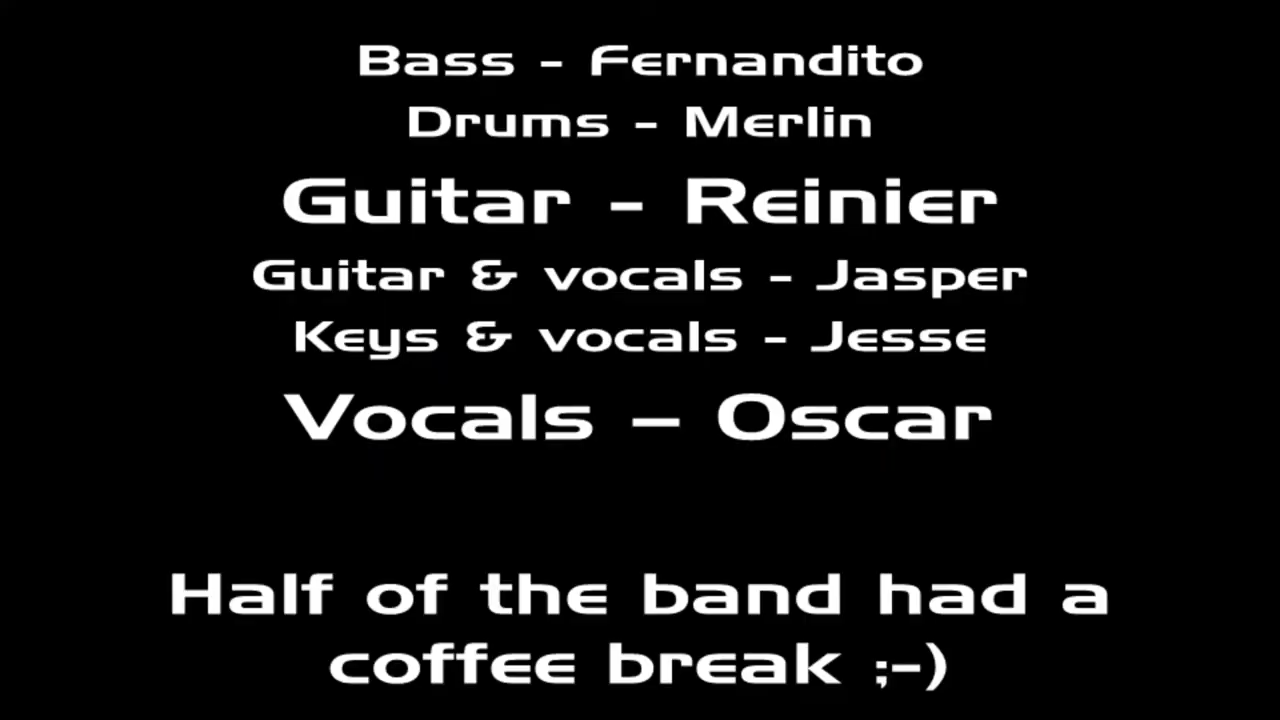 Bass - Fernandito
Drums - Merlin
Guitar - Reinier
Guitar & vocals - Jasper
Keys & vocals - Jesse
Vocals – Oscar
Half of the band had a
coffee break ;-)